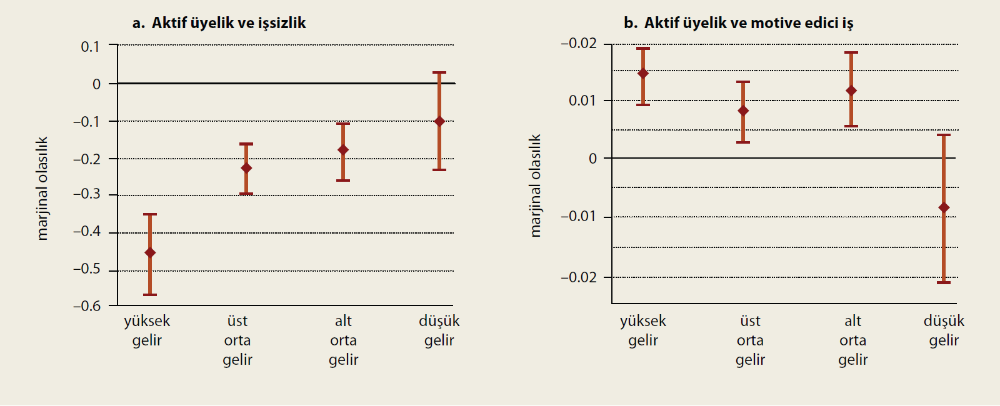 a. Aktif üyelik ve işsizlik
0.1
0
–0.1
–0.2
–0.3
–0.4
–0.5
–0.6
marjinal olasılık
yüksek
gelir
üst
orta
gelir
alt
orta
gelir
düşük
gelir
b. Aktif üyelik ve motive edici iş
–0.02
0.01
0
–0.01
–0.02
marjinal olasılık
yüksek
gelir
üst
orta
gelir
alt
orta
gelir
düşük
gelir